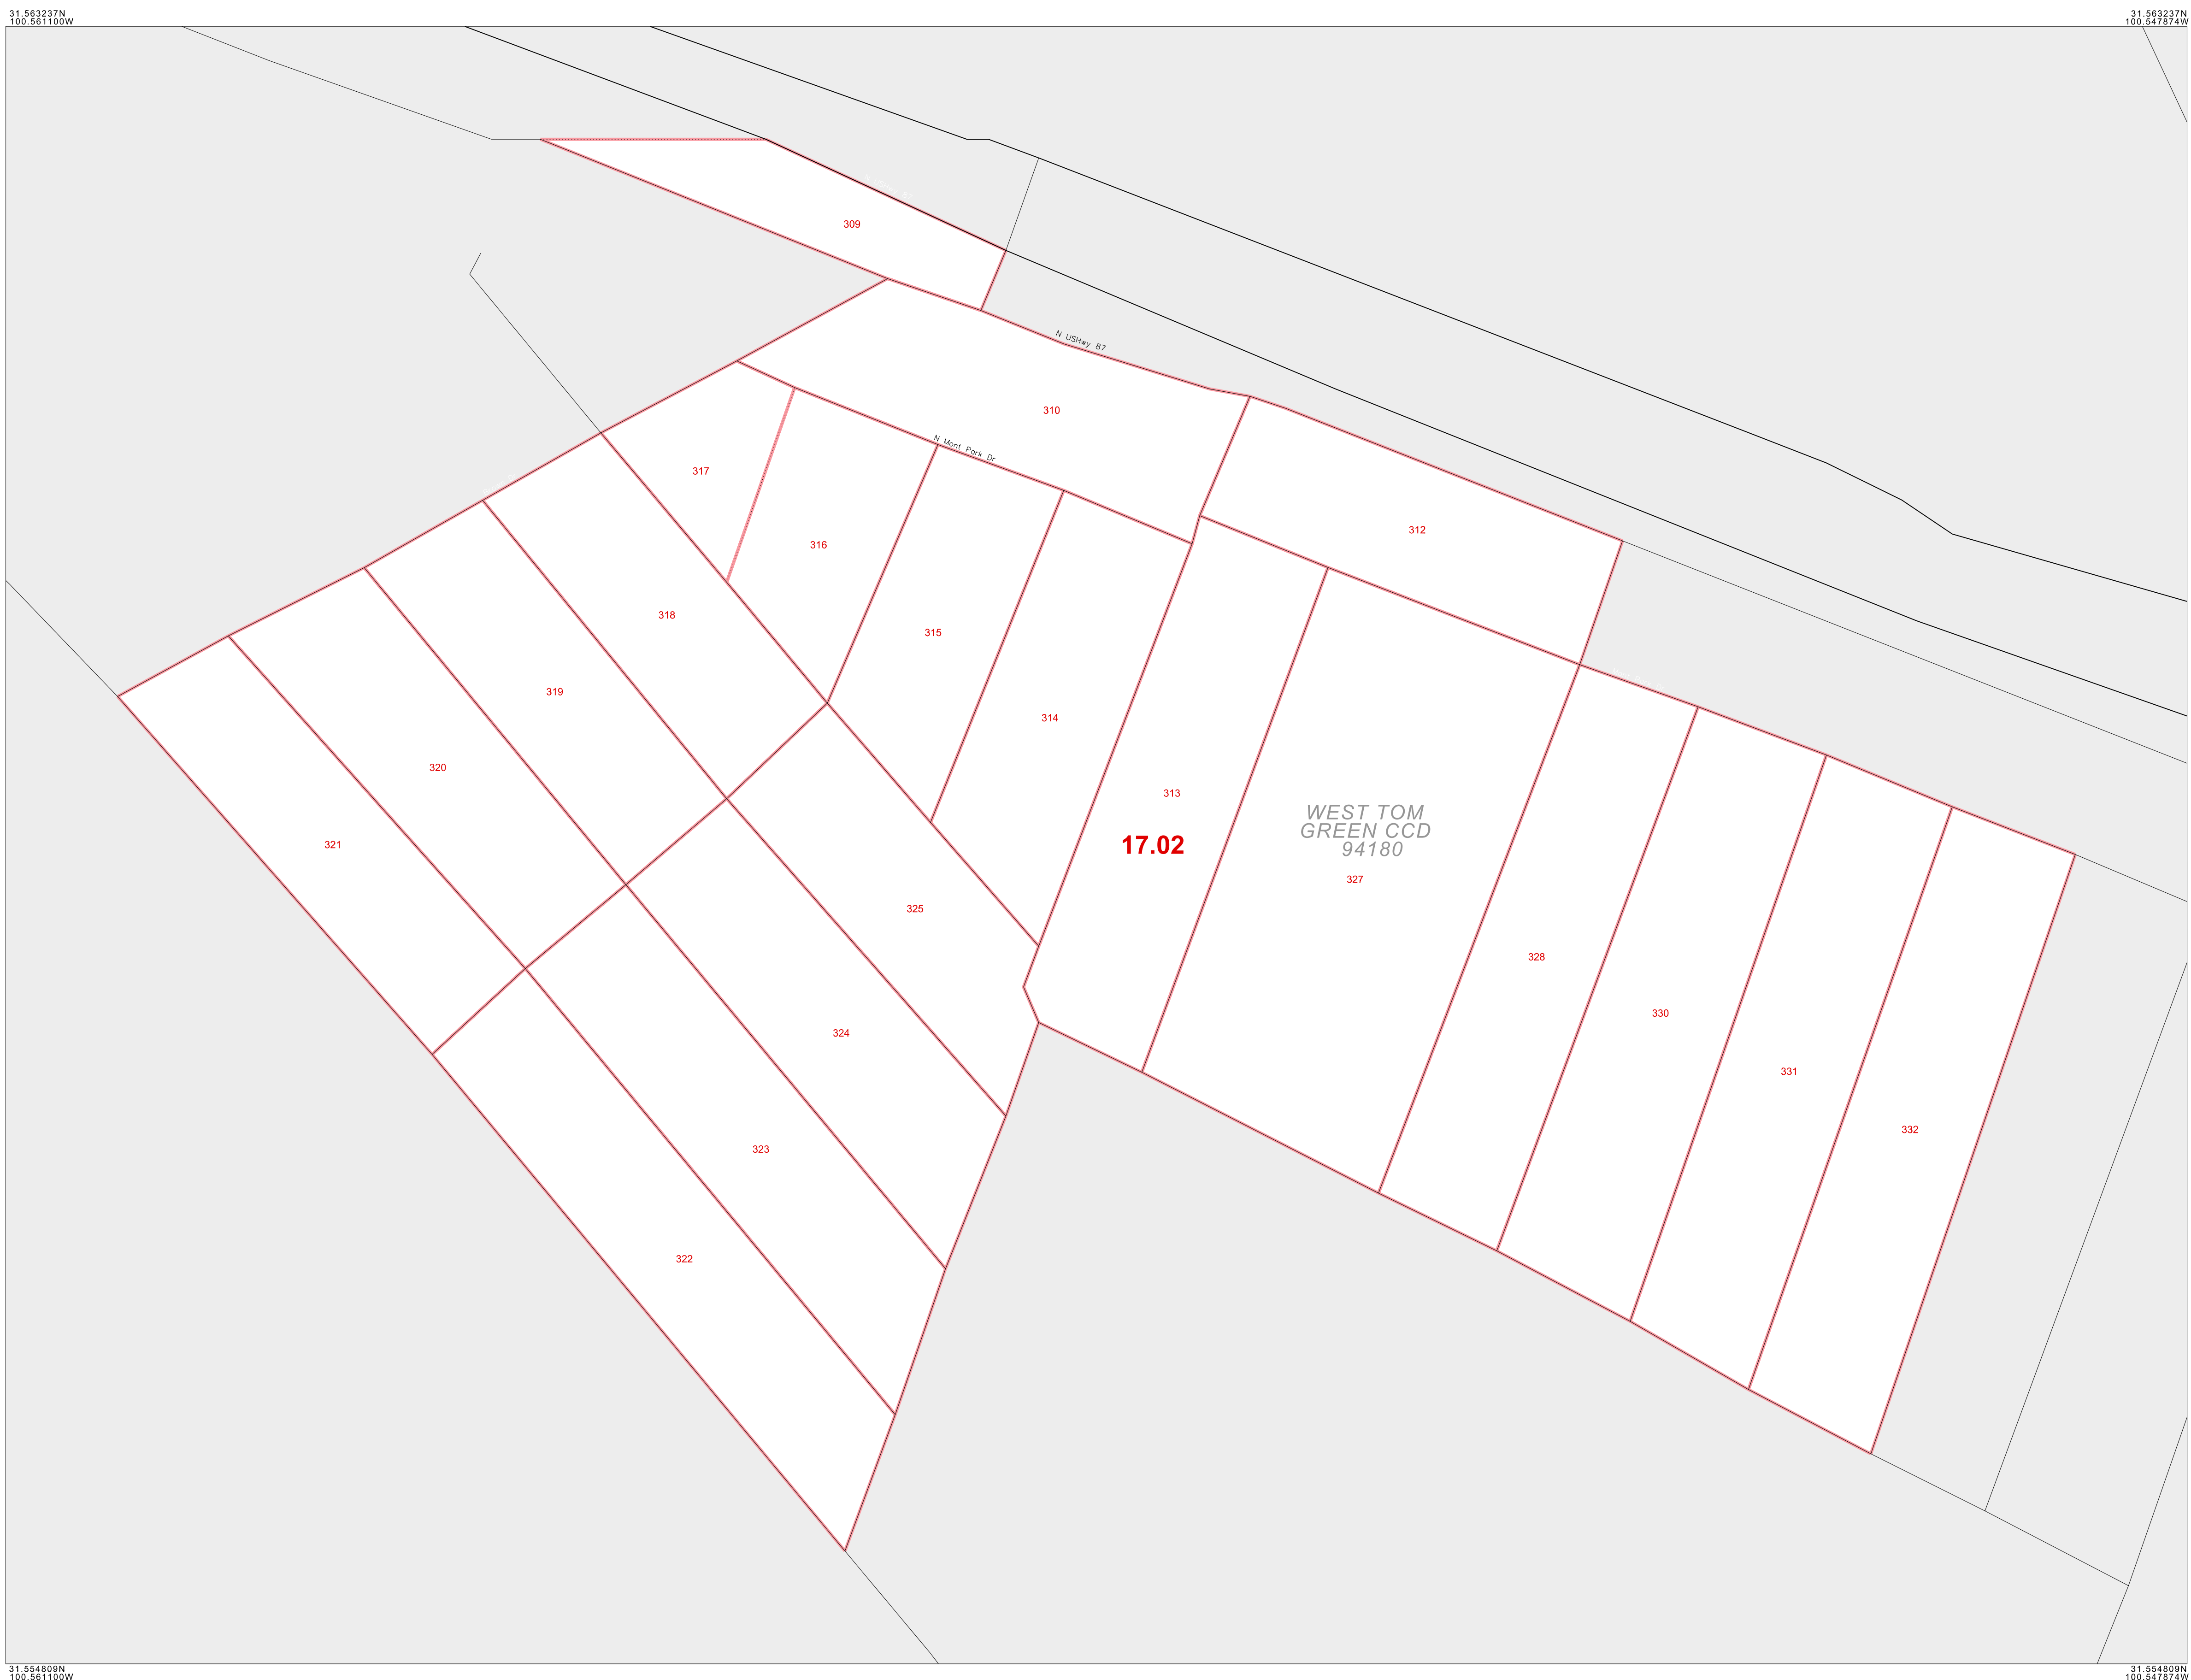 31.563237N
100.561100W
31.563237N
100.547874W
309
N USHwy 87
310
N Mont Park Dr
317
312
316
318
315
319
314
320
313
WEST TOM
GREEN CCD
94180
321
17.02
327
325
328
330
324
331
332
323
322
31.554809N
100.561100W
31.554809N
100.547874W